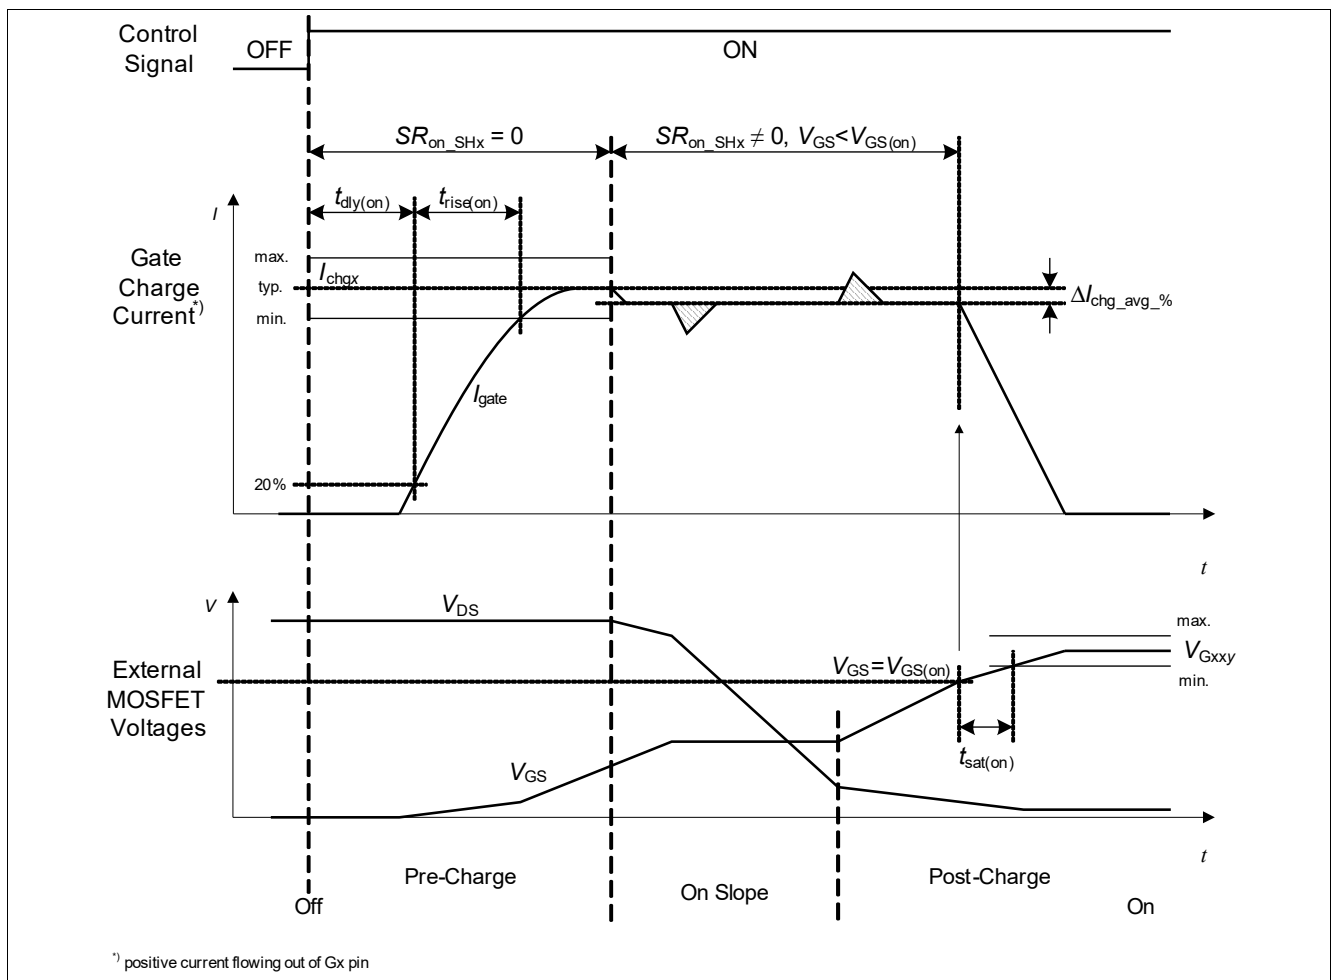 Control
Signal
OFF
ON
SRon_SHx = 0
SRon_SHx ≠ 0, VGS<VGS(on)
tdly(on)
trise(on)
I
Gate
Charge
Current*)
max.
Ichgx
typ.
min.
ΔIchg_avg_%
Igate
20%
t
V
VDS
max.
VGxxy
min.
External
MOSFET
Voltages
VGS=VGS(on)
tsat(on)
VGS
t
Pre-Charge
On Slope
Post-Charge
Off
On
*) positive current flowing out of Gx pin